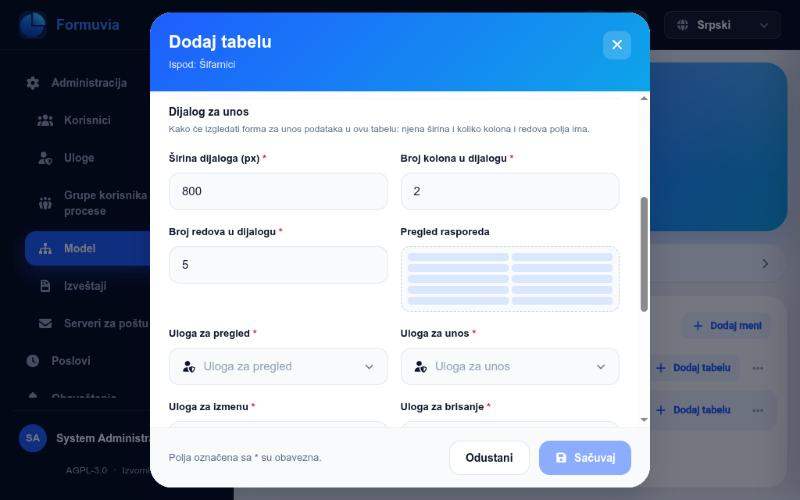 Formuvia
Dodaj tabelu
Ispod: Šifarnici
Srpski
Administracija
Korisnici
Uloge
Grupe korisnika
procese
Model
Izveštaji
Serveri za poštu
Poslovi
SA
System Administra
AGPL-3.0 · Izvorni
Dijalog za unos
Kako će izgledati forma za unos podataka u ovu tabelu: njena širina i koliko kolona i redova polja ima.
Širina dijaloga (px) *
Broj kolona u dijalogu *
800
2
Broj redova u dijalogu *
Pregled rasporeda
5
Uloga za pregled *
Uloga za unos *
Uloga za pregled
Uloga za unos
Uloga za izmenu *
Uloga za brisanje *
Polja označena sa * su obavezna.
Odustani
Sačuvaj
+ Dodaj meni
+ Dodaj tabelu
+ Dodaj tabelu